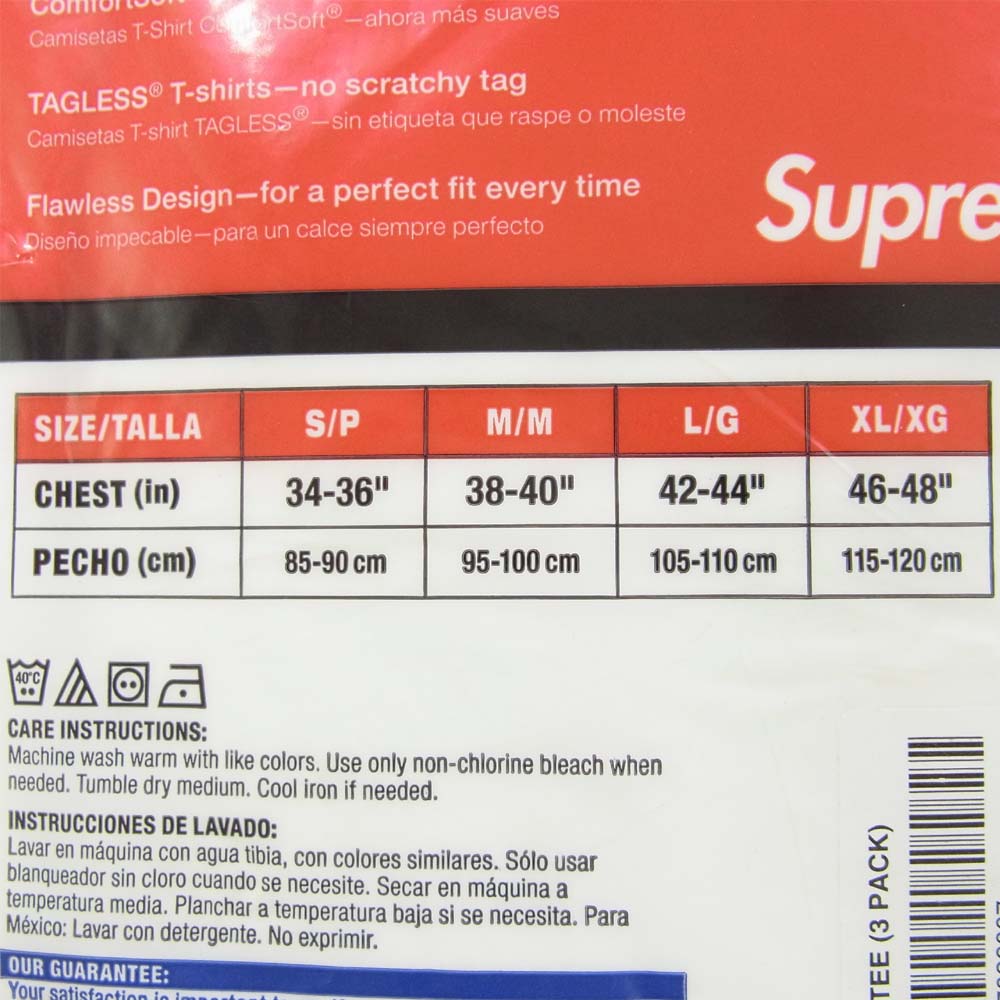 ComfortSoft®
Camisetas T-Shirt ComfortSoft®—ahora más suaves
TAGLESS® T-shirts—no scratchy tag
Camisetas T-shirt TAGLESS®—sin etiqueta que raspe o moleste
Flawless Design—for a perfect fit every time
Diseño impecable—para un calce siempre perfecto
Supre
SIZE/TALLA S/P M/M L/G XL/XG
CHEST (in) 34-36" 38-40" 42-44" 46-48"
PECHO (cm) 85-90 cm 95-100 cm 105-110 cm 115-120 cm
40°C
CARE INSTRUCTIONS:
Machine wash warm with like colors. Use only non-chlorine bleach when
needed. Tumble dry medium. Cool iron if needed.
INSTRUCCIONES DE LAVADO:
Lavar en máquina con agua tibia, con colores similares. Sólo usar
blanqueador sin cloro cuando se necesite. Secar en máquina a
temperatura media. Planchar a temperatura baja si se necesita. Para
México: Lavar con detergente. No exprimir.
OUR GUARANTEE:
Your satisfaction is important
TEE (3 PACK)